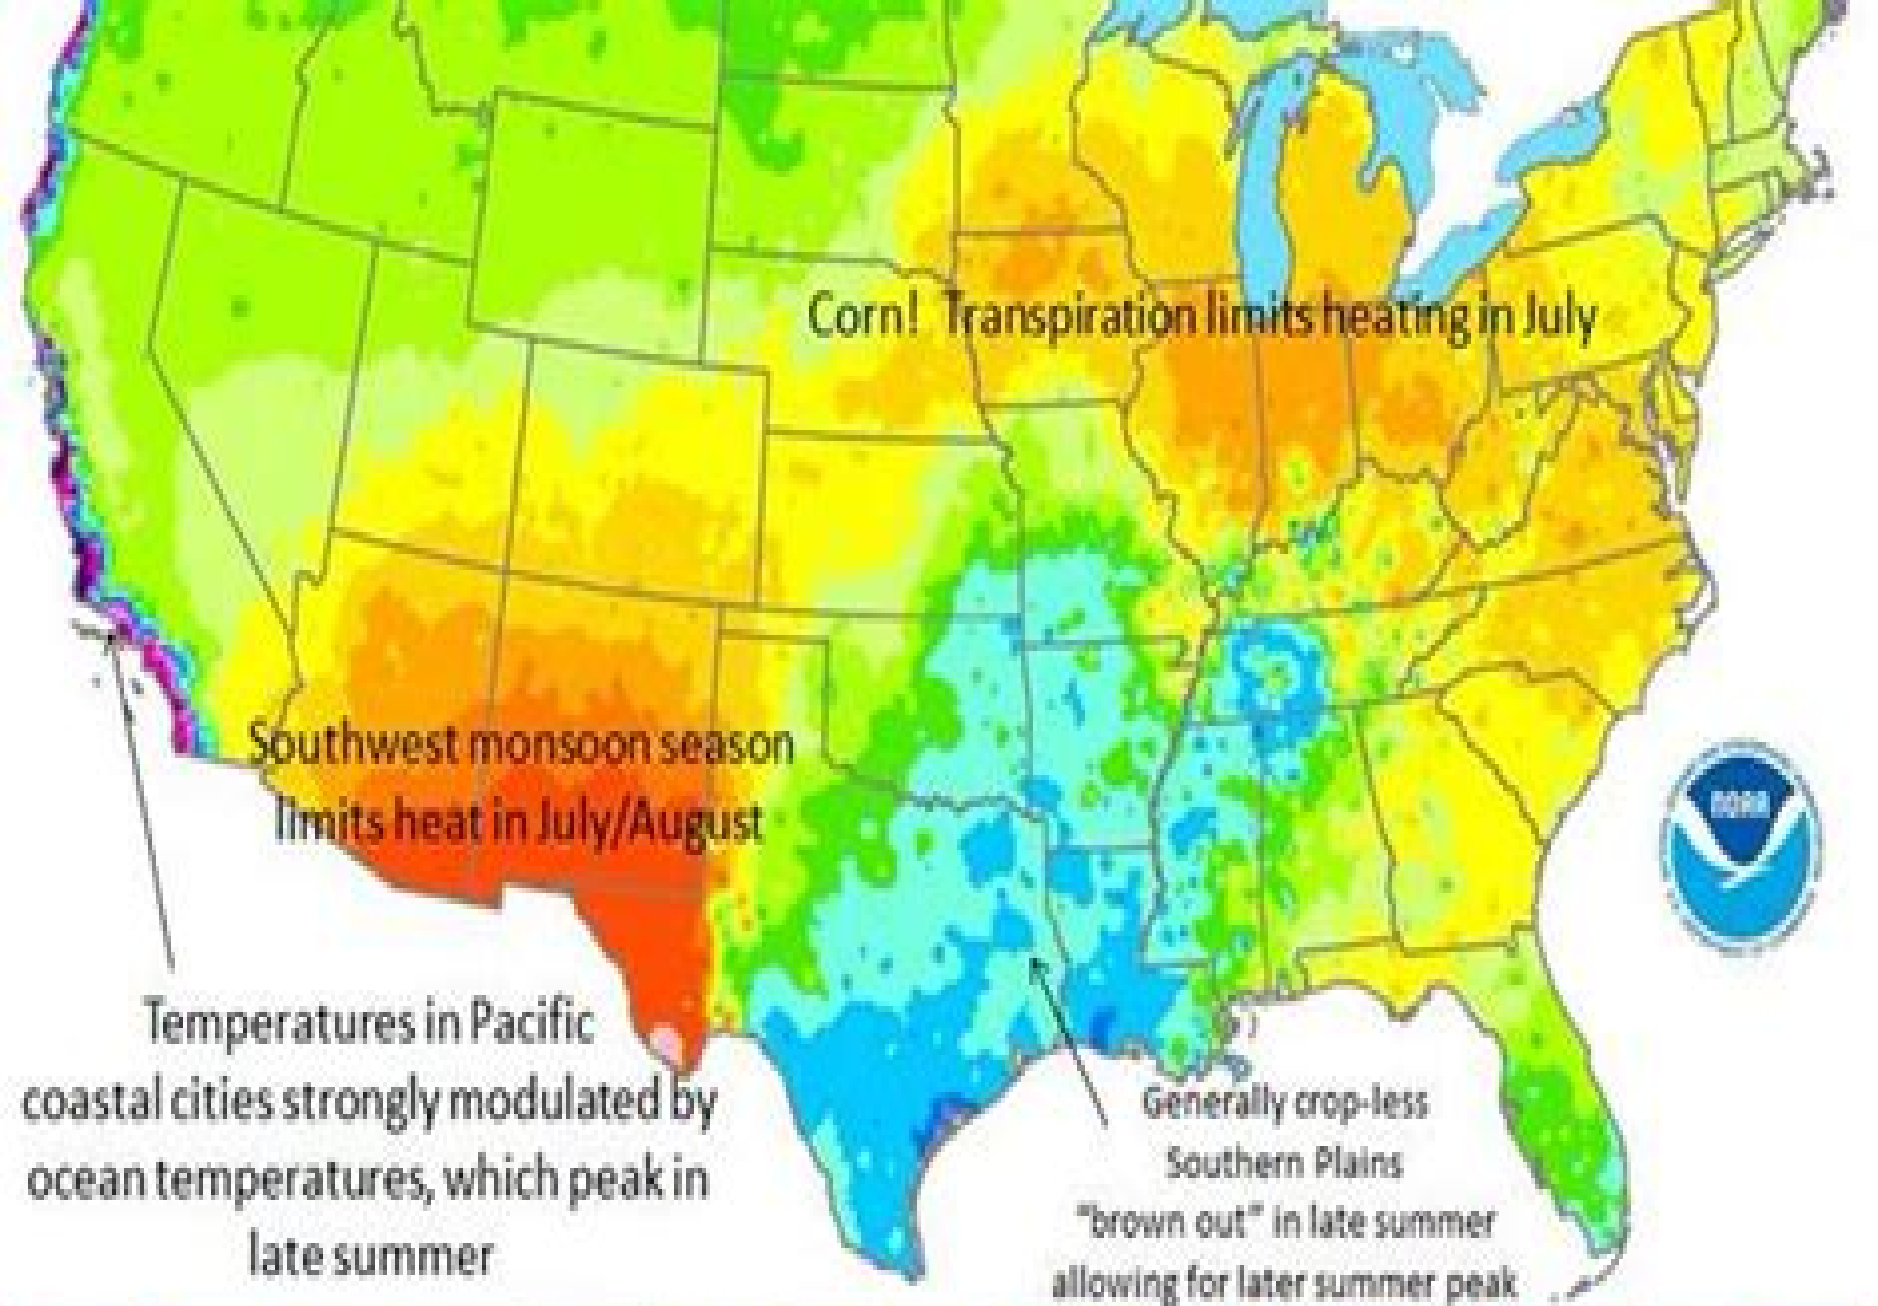 Corn! Transpiration limits heating in July
Southwest monsoon season
limits heat in July/August
noaa
Temperatures in Pacific
coastal cities strongly modulated by
ocean temperatures, which peak in
late summer
Generally crop-less
Southern Plains
"brown out" in late summer
allowing for later summer peak